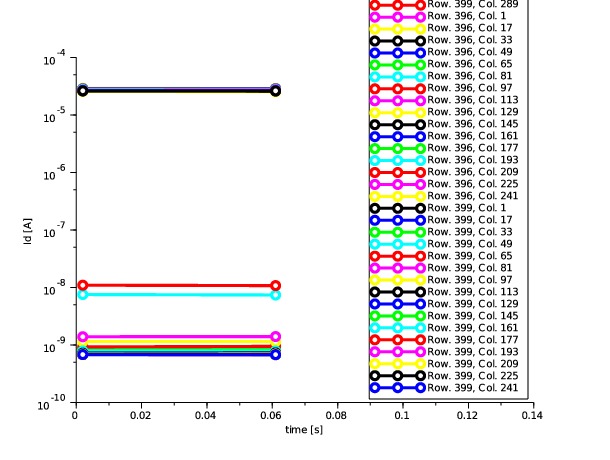 Row. 399, Col. 289
Row. 396, Col. 1
Row. 396, Col. 17
Row. 396, Col. 33
Row. 396, Col. 49
Row. 396, Col. 65
Row. 396, Col. 81
Row. 396, Col. 97
Row. 396, Col. 113
Row. 396, Col. 129
Row. 396, Col. 145
Row. 396, Col. 161
Row. 396, Col. 177
Row. 396, Col. 193
Row. 396, Col. 209
Row. 396, Col. 225
Row. 396, Col. 241
Row. 399, Col. 1
Row. 399, Col. 17
Row. 399, Col. 33
Row. 399, Col. 49
Row. 399, Col. 65
Row. 399, Col. 81
Row. 399, Col. 97
Row. 399, Col. 113
Row. 399, Col. 129
Row. 399, Col. 145
Row. 399, Col. 161
Row. 399, Col. 177
Row. 399, Col. 193
Row. 399, Col. 209
Row. 399, Col. 225
Row. 399, Col. 241
10^-4
10^-5
10^-6
10^-7
10^-8
10^-9
10^-10
Id [A]
0 0.02 0.04 0.06 0.08 0.1 0.12 0.14
time [s]